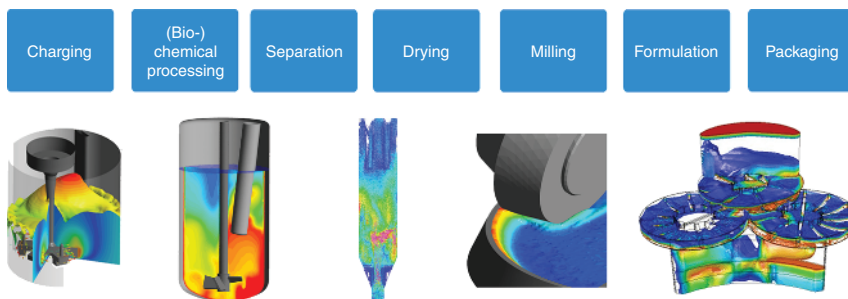 Charging
(Bio-)
chemical
processing
Separation
Drying
Milling
Formulation
Packaging